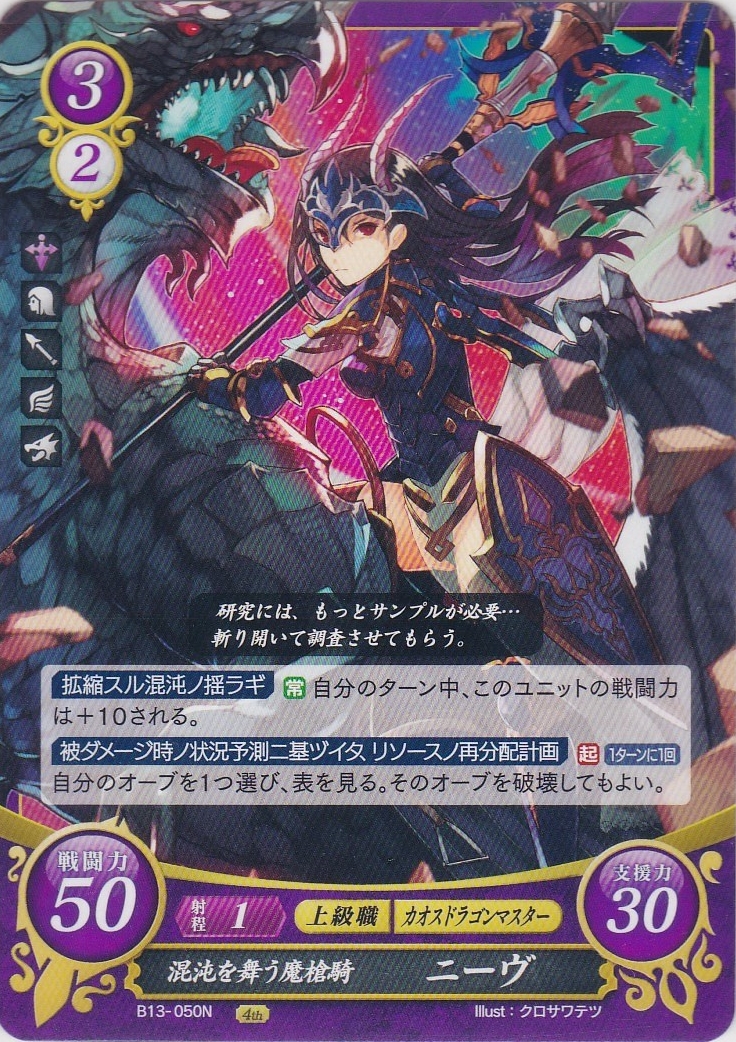 3
2
研究には、もっとサンプルが必要…
斬り開いて調査させてもらう。
拡縮スル混沌ノ揺ラギ 常 自分のターン中、このユニットの戦闘力
は＋10される。
被ダメージ時ノ状況予測ニ基ヅイタ リソースノ再分配計画 起 1ターンに1回
自分のオーブを1つ選び、表を見る。そのオーブを破壊してもよい。
戦闘力
50
射程 1
上級職 カオスドラゴンマスター
支援力
30
混沌を舞う魔槍騎 ニーヴ
B13-050N 4th Illust：クロサワテツ